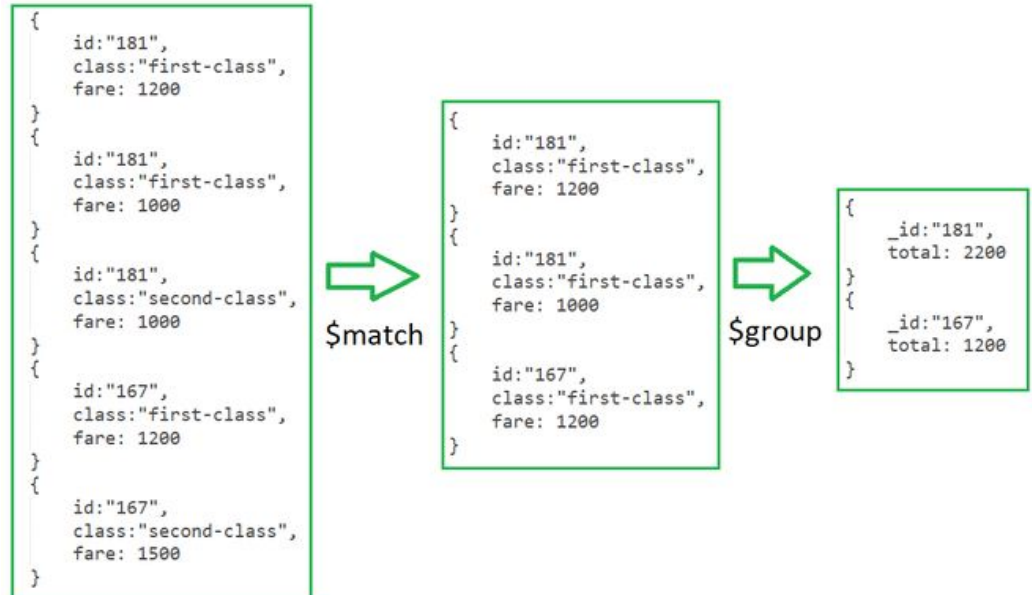 {
id:"181",
class:"first-class",
fare: 1200
}
{
id:"181",
class:"first-class",
fare: 1000
}
{
id:"181",
class:"second-class",
fare: 1000
}
{
id:"167",
class:"first-class",
fare: 1200
}
{
id:"167",
class:"second-class",
fare: 1500
}
$match
{
id:"181",
class:"first-class",
fare: 1200
}
{
id:"181",
class:"first-class",
fare: 1000
}
{
id:"167",
class:"first-class",
fare: 1200
}
$group
{
_id:"181",
total: 2200
}
{
_id:"167",
total: 1200
}